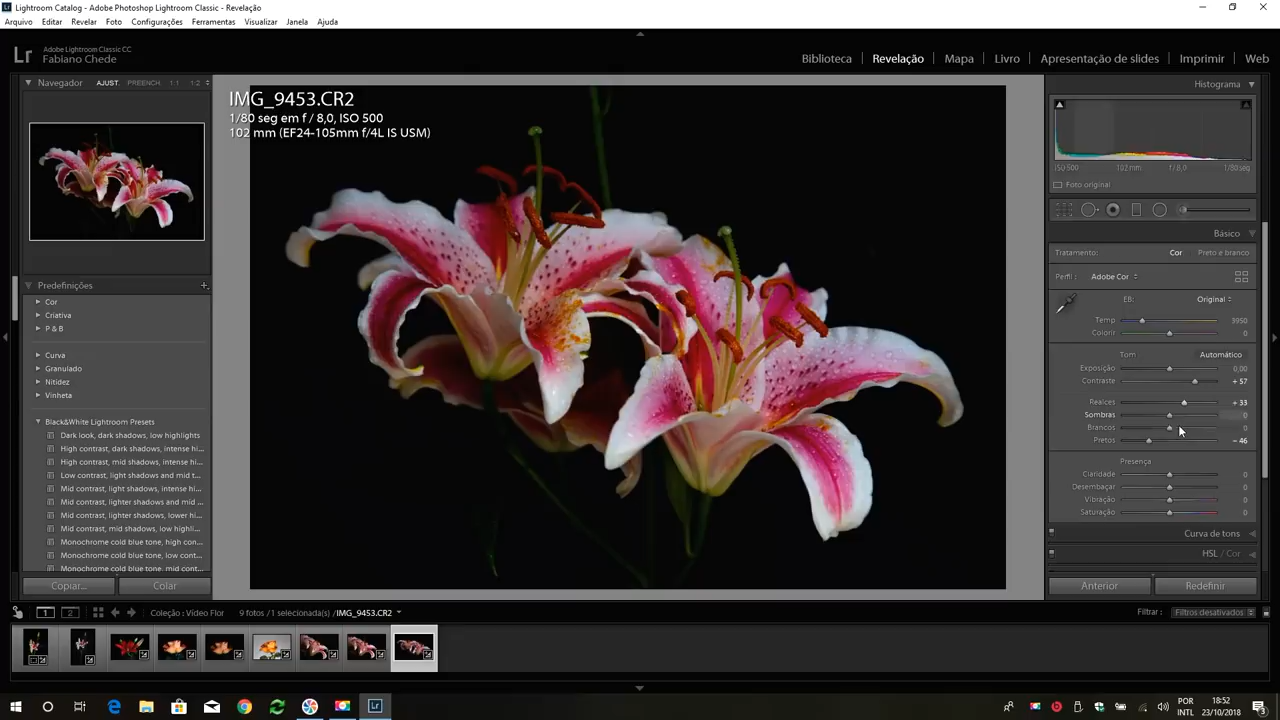 Lightroom Catalog - Adobe Photoshop Lightroom Classic - Revelação
Arquivo Editar Revelar Foto Configurações Ferramentas Visualizar Janela Ajuda
Lr
Adobe Lightroom Classic CC
Fabiano Chede
Biblioteca Revelação Mapa Livro Apresentação de slides Imprimir Web
Navegador AJUST. PREENCH. 1:1 1:2
IMG_9453.CR2
1/80 seg em f / 8,0, ISO 500
102 mm (EF24-105mm f/4L IS USM)
Predefinições +
Cor
Criativa
P & B
Curva
Granulado
Nitidez
Vinheta
Black&White Lightroom Presets
Dark look, dark shadows, low highlights
High contrast, dark shadows, intense hi...
High contrast, mid shadows, intense hi...
Low contrast, light shadows and mid t...
Mid contrast, light shadows, intense hi...
Mid contrast, lighter shadows and mid ...
Mid contrast, lighter shadows, lower hi...
Mid contrast, mid shadows, low highli...
Monochrome cold blue tone, high con...
Monochrome cold blue tone, low cont...
Monochrome cold blue tone, mid cont...
Copiar... Colar
Histograma
ISO 500 102 mm f / 8,0 1/80seg
Foto original
Básico
Tratamento: Cor Preto e branco
Perfil: Adobe Cor
EB: Original
Temp 3950
Colorir 0
Tom Automático
Exposição 0,00
Contraste + 57
Realces + 33
Sombras 0
Brancos 0
Pretos - 46
Presença
Claridade 0
Desembaçar 0
Vibração 0
Saturação 0
Curva de tons
HSL / Cor
Anterior Redefinir
1 2 Coleção : Vídeo Flor 9 fotos /1 selecionada(s) /IMG_9453.CR2 Filtrar : Filtros desativados
POR
INTL
18:52
23/10/2018
3